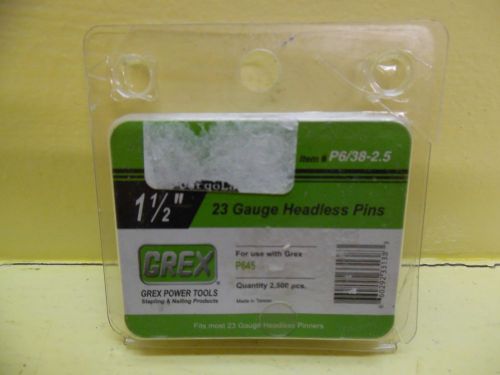 Item # P6/38-2.5
1 1/2"
23 Gauge Headless Pins
GREX
GREX POWER TOOLS
Stapling & Nailing Products
For use with Grex
P645
Quantity 2,500 pcs.
Made in Taiwan
Fits most 23 Gauge Headless Pinners